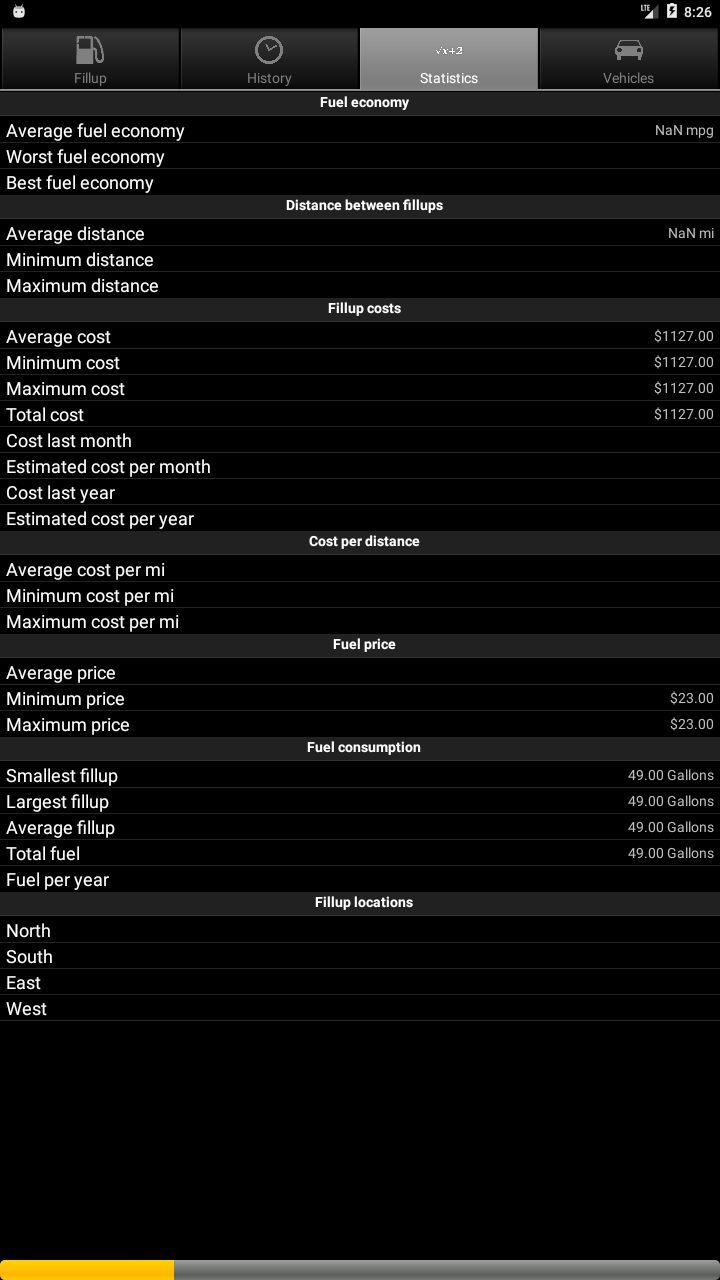 LTE 8:26
√x+2
Fillup History Statistics Vehicles
Fuel economy
Average fuel economy NaN mpg
Worst fuel economy
Best fuel economy
Distance between fillups
Average distance NaN mi
Minimum distance
Maximum distance
Fillup costs
Average cost $1127.00
Minimum cost $1127.00
Maximum cost $1127.00
Total cost $1127.00
Cost last month
Estimated cost per month
Cost last year
Estimated cost per year
Cost per distance
Average cost per mi
Minimum cost per mi
Maximum cost per mi
Fuel price
Average price
Minimum price $23.00
Maximum price $23.00
Fuel consumption
Smallest fillup 49.00 Gallons
Largest fillup 49.00 Gallons
Average fillup 49.00 Gallons
Total fuel 49.00 Gallons
Fuel per year
Fillup locations
North
South
East
West